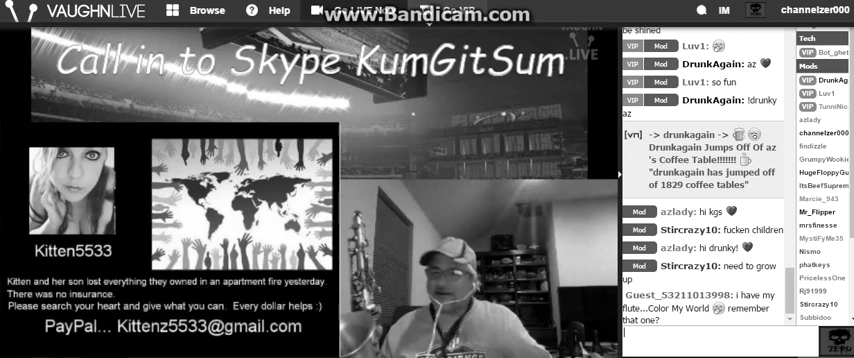 www.Bandicam.com
VAUGHNLIVE
Browse
Help
IM
channelzer000
Call in to Skype KumGitSum
VAUGHN
.LIVE
Kitten5533
Kitten and her son lost everything they owned in an apartment fire yesterday.
There was no insurance.
Please search your heart and give what you can. Every dollar helps :)
PayPal... Kittenz5533@gmail.com
be shined
VIP Mod Luv1:
VIP Mod DrunkAgain: az
VIP Mod Luv1: so fun
VIP Mod DrunkAgain: !drunky
az
[vn] -> drunkagain ->
Drunkagain Jumps Off Of az
's Coffee Table!!!!!!!
"drunkagain has jumped off
of 1829 coffee tables"
Mod azlady: hi kgs
Mod Stircrazy10: fucken children
Mod azlady: hi drunky!
Mod Stircrazy10: need to grow
up
Guest_53211013998: i have my
flute...Color My World remember
that one?
Tech
VIP Bot_ghet
Mods
VIP DrunkAga
VIP Luv1
VIP TunniNic
azlady
channelzer000
findizzle
GrumpyWookie
HugeFloppyGu
ItsBeefSuprem
Marcie_943
Mr_Flipper
mrsfinesse
MystiFyMe35
Nismo
phatkeys
PricelessOne
Rj91999
Stircrazy10
Subbidoo